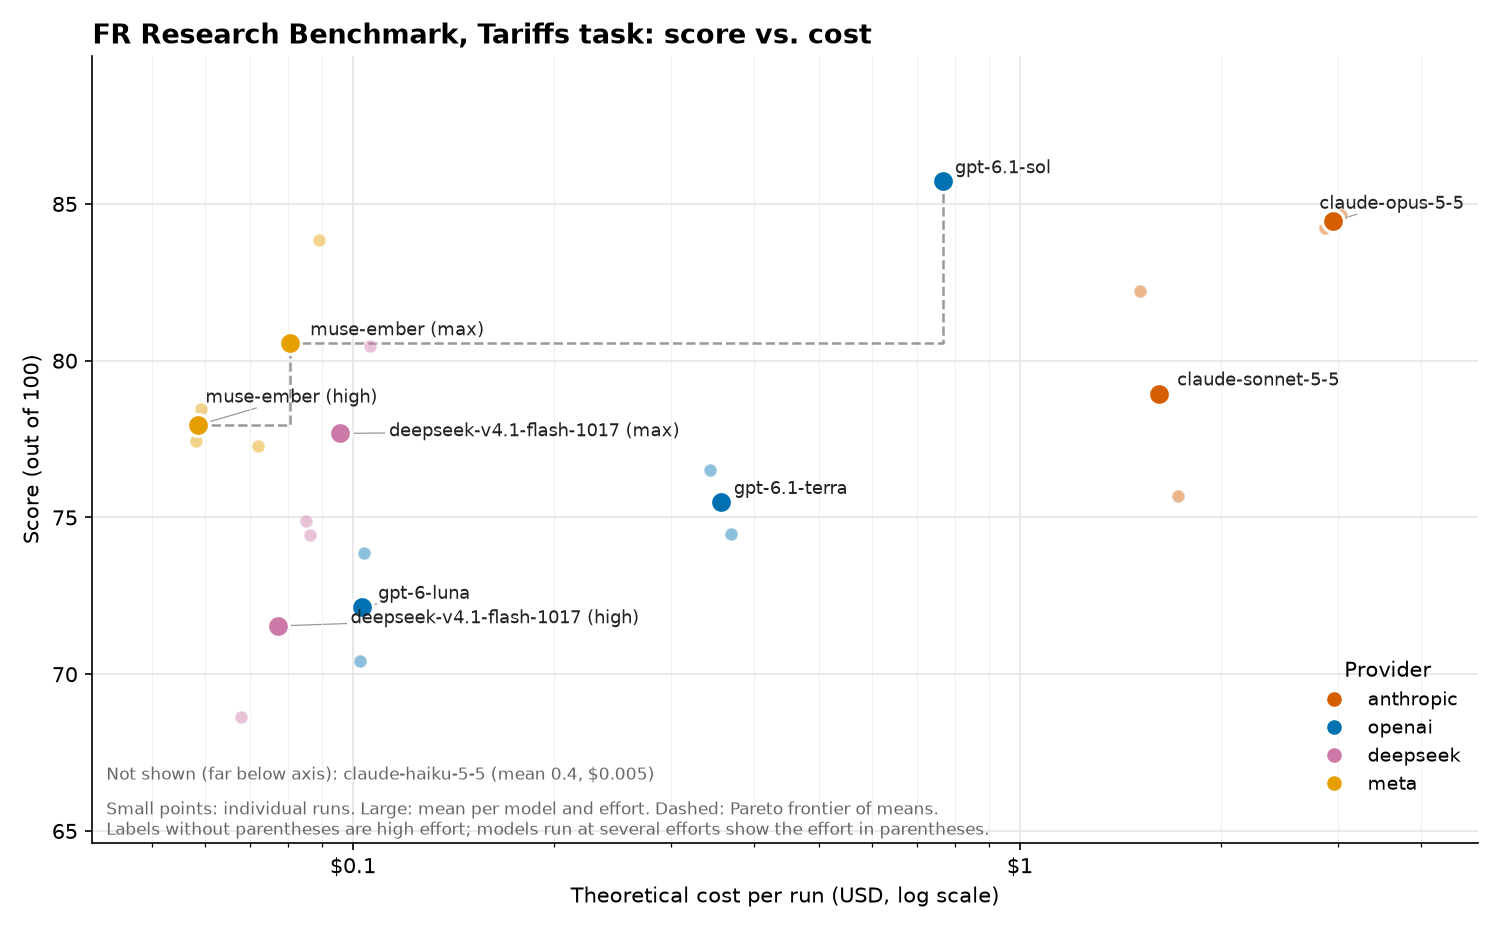 FR Research Benchmark, Tariffs task: score vs. cost
gpt-6.1-sol
claude-opus-5-5
85
muse-ember (max)
80
claude-sonnet-5-5
muse-ember (high)
deepseek-v4.1-flash-1017 (max)
gpt-6.1-terra
75
gpt-6-luna
deepseek-v4.1-flash-1017 (high)
70
65
Score (out of 100)
Provider
anthropic
openai
deepseek
meta
Not shown (far below axis): claude-haiku-5-5 (mean 0.4, $0.005)
Small points: individual runs. Large: mean per model and effort. Dashed: Pareto frontier of means.
Labels without parentheses are high effort; models run at several efforts show the effort in parentheses.
$0.1
$1
Theoretical cost per run (USD, log scale)